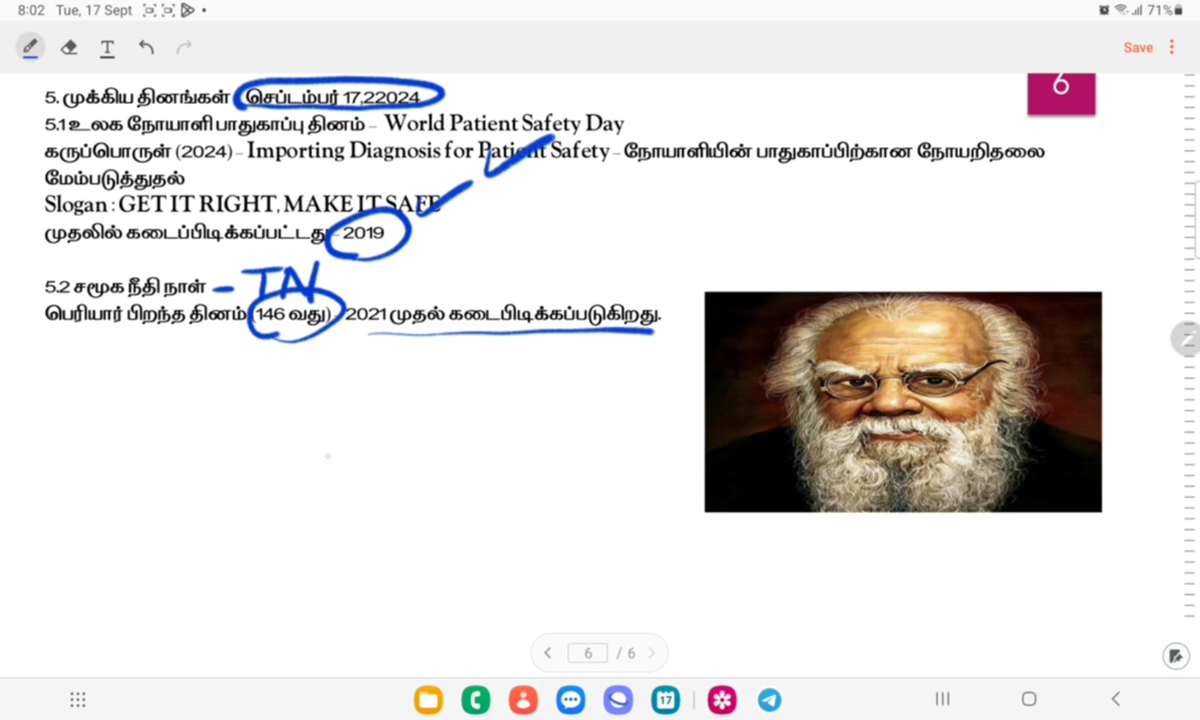 8:02 Tue, 17 Sept
71%
T
Save
6
5. முக்கிய தினங்கள் (செப்டம்பர் 17,22024
5.1 உலக நோயாளி பாதுகாப்பு தினம் – World Patient Safety Day
கருப்பொருள் (2024) – Importing Diagnosis for Patient Safety – நோயாளியின் பாதுகாப்பிற்கான நோயறிதலை
மேம்படுத்துதல்
Slogan : GET IT RIGHT, MAKE IT SAFE
முதலில் கடைப்பிடிக்கப்பட்டது – 2019
5.2 சமூக நீதி நாள் – TN
பெரியார் பிறந்த தினம் (146 வது) 2021 முதல் கடைபிடிக்கப்படுகிறது.
6 / 6
17